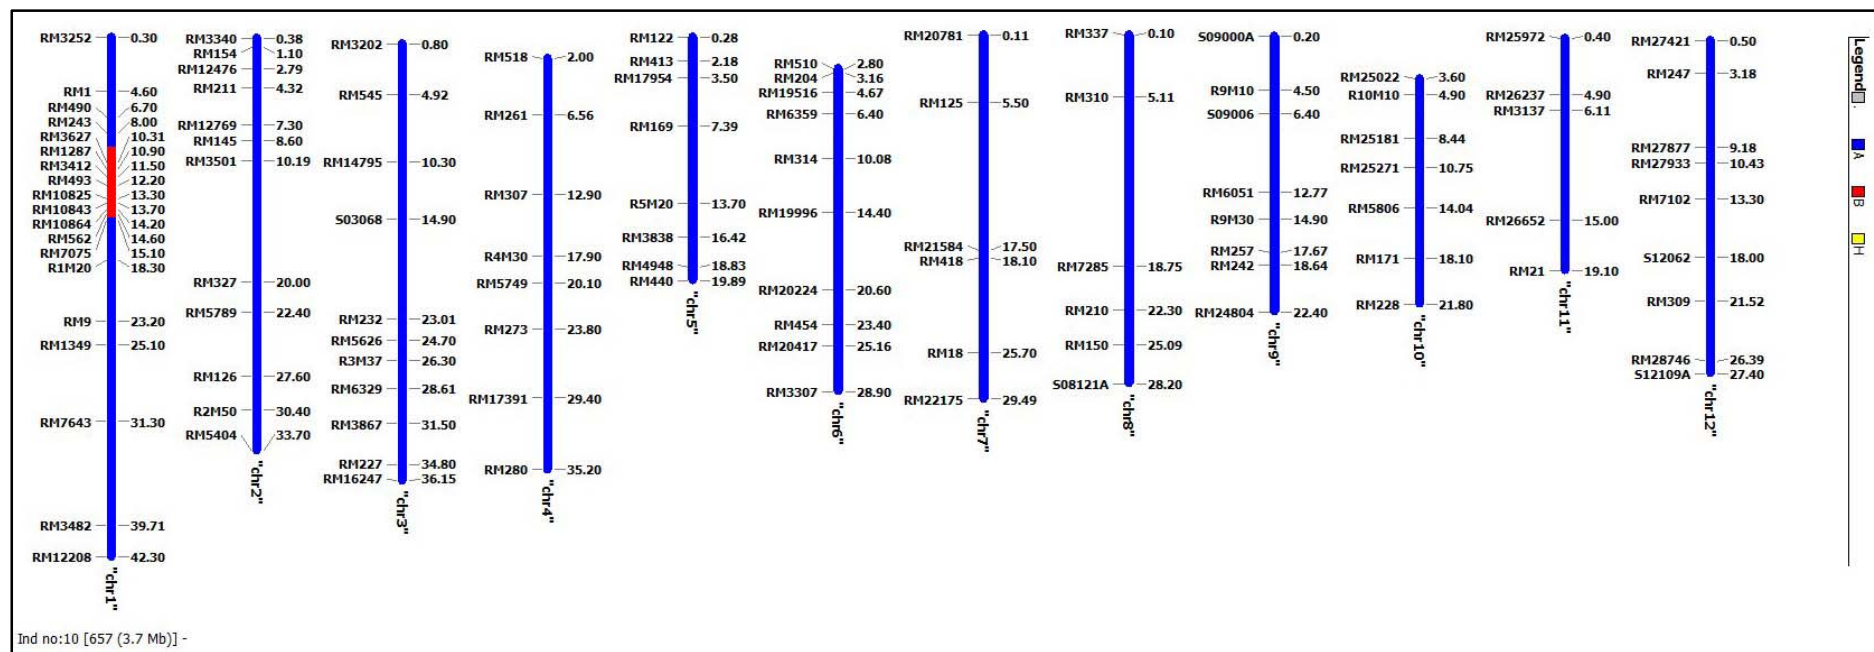 RM3252 0.30
RM1 4.60
RM490 6.70
RM243 8.00
RM3627 10.31
RM1287 10.90
RM3412 11.50
RM493 12.20
RM10825 13.30
RM10843 13.70
RM10864 14.20
RM562 14.60
RM7075 15.10
R1M20 18.30
RM9 23.20
RM1349 25.10
RM7643 31.30
RM3482 39.71
RM12208 42.30
"chr1"
RM3340 0.38
RM154 1.10
RM12476 2.79
RM211 4.32
RM12769 7.30
RM145 8.60
RM3501 10.19
RM327 20.00
RM5789 22.40
RM126 27.60
R2M50 30.40
RM5404 33.70
"chr2"
RM3202 0.80
RM545 4.92
RM14795 10.30
S03068 14.90
RM232 23.01
RM5626 24.70
R3M37 26.30
RM6329 28.61
RM3867 31.50
RM227 34.80
RM16247 36.15
"chr3"
RM518 2.00
RM261 6.56
RM307 12.90
R4M30 17.90
RM5749 20.10
RM273 23.80
RM17391 29.40
RM280 35.20
"chr4"
RM122 0.28
RM413 2.18
RM17954 3.50
RM169 7.39
R5M20 13.70
RM3838 16.42
RM4948 18.83
RM440 19.89
"chr5"
RM510 2.80
RM204 3.16
RM19516 4.67
RM6359 6.40
RM314 10.08
RM19996 14.40
RM20224 20.60
RM454 23.40
RM20417 25.16
RM3307 28.90
"chr6"
RM20781 0.11
RM125 5.50
RM21584 17.50
RM418 18.10
RM18 25.70
RM22175 29.49
"chr7"
RM337 0.10
RM310 5.11
RM7285 18.75
RM210 22.30
RM150 25.09
S08121A 28.20
"chr8"
S09000A 0.20
R9M10 4.50
S09006 6.40
RM6051 12.77
R9M30 14.90
RM257 17.67
RM242 18.64
RM24804 22.40
"chr9"
RM25022 3.60
R10M10 4.90
RM25181 8.44
RM25271 10.75
RM5806 14.04
RM171 18.10
RM228 21.80
"chr10"
RM25972 0.40
RM26237 4.90
RM3137 6.11
RM26652 15.00
RM21 19.10
"chr11"
RM27421 0.50
RM247 3.18
RM27877 9.18
RM27933 10.43
RM7102 13.30
S12062 18.00
RM309 21.52
RM28746 26.39
S12109A 27.40
"chr12"
Legend
.
A
B
H
Ind no:10 [657 (3.7 Mb)] -